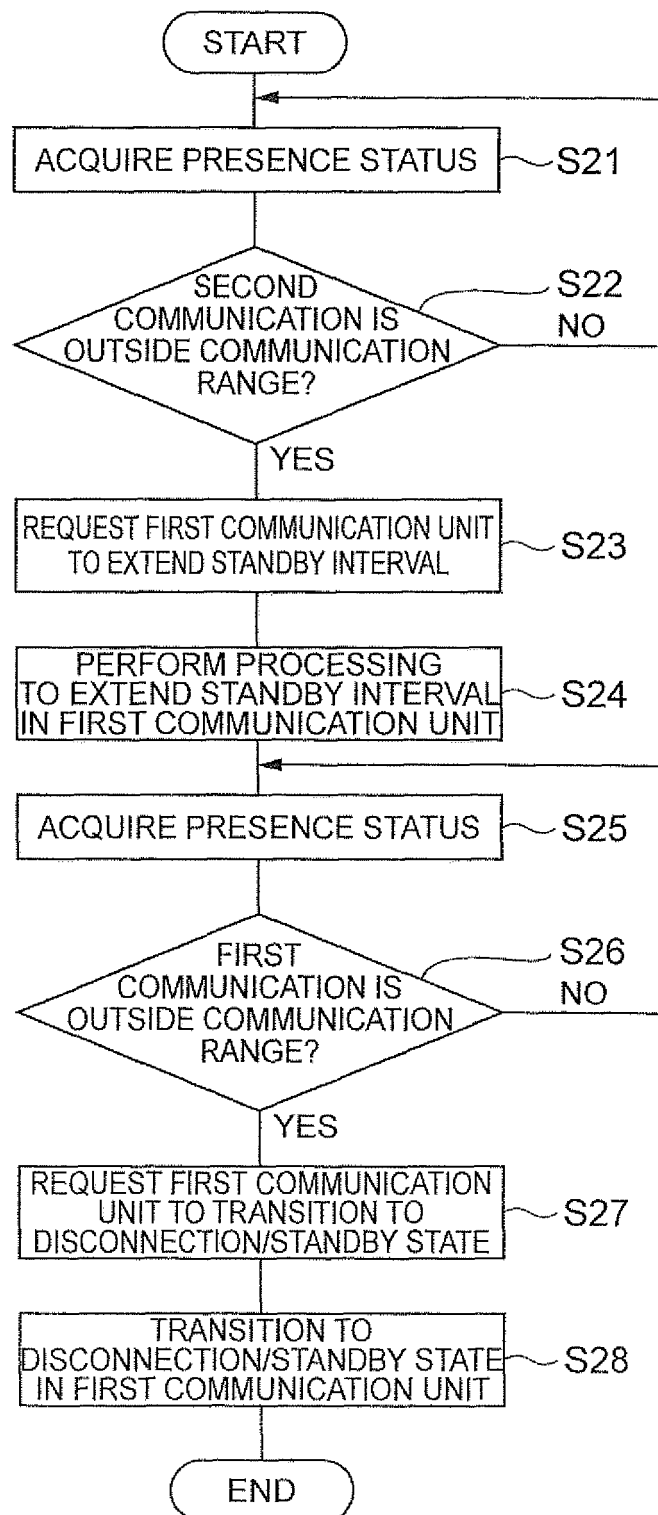 START
ACQUIRE PRESENCE STATUS
S21
SECOND
COMMUNICATION IS
OUTSIDE COMMUNICATION
RANGE?
S22
NO
YES
REQUEST FIRST COMMUNICATION UNIT
TO EXTEND STANDBY INTERVAL
S23
PERFORM PROCESSING
TO EXTEND STANDBY INTERVAL
IN FIRST COMMUNICATION UNIT
S24
ACQUIRE PRESENCE STATUS
S25
FIRST
COMMUNICATION IS
OUTSIDE COMMUNICATION
RANGE?
S26
NO
YES
REQUEST FIRST COMMUNICATION
UNIT TO TRANSITION TO
DISCONNECTION/STANDBY STATE
S27
TRANSITION TO
DISCONNECTION/STANDBY STATE
IN FIRST COMMUNICATION UNIT
S28
END